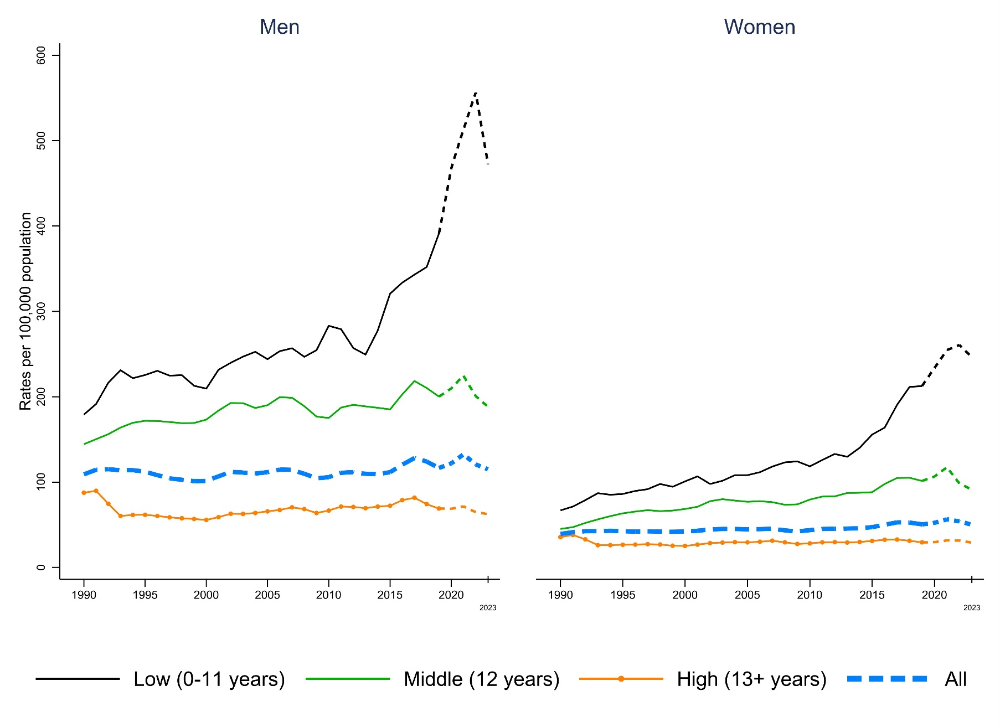 Men
Women
Rates per 100,000 population
600
500
400
300
200
100
0
1990 1995 2000 2005 2010 2015 2020
2023
1990 1995 2000 2005 2010 2015 2020
2023
Low (0-11 years) Middle (12 years) High (13+ years) All